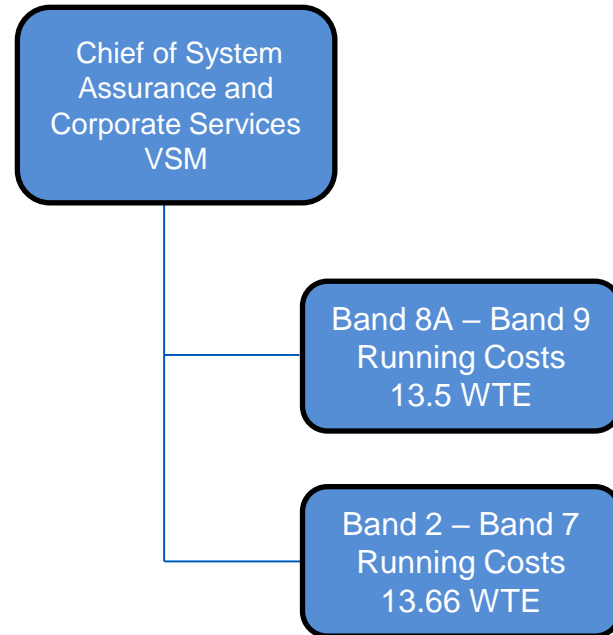 Chief of System
Assurance and
Corporate Services
VSM
Band 8A – Band 9
Running Costs
13.5 WTE
Band 2 – Band 7
Running Costs
13.66 WTE